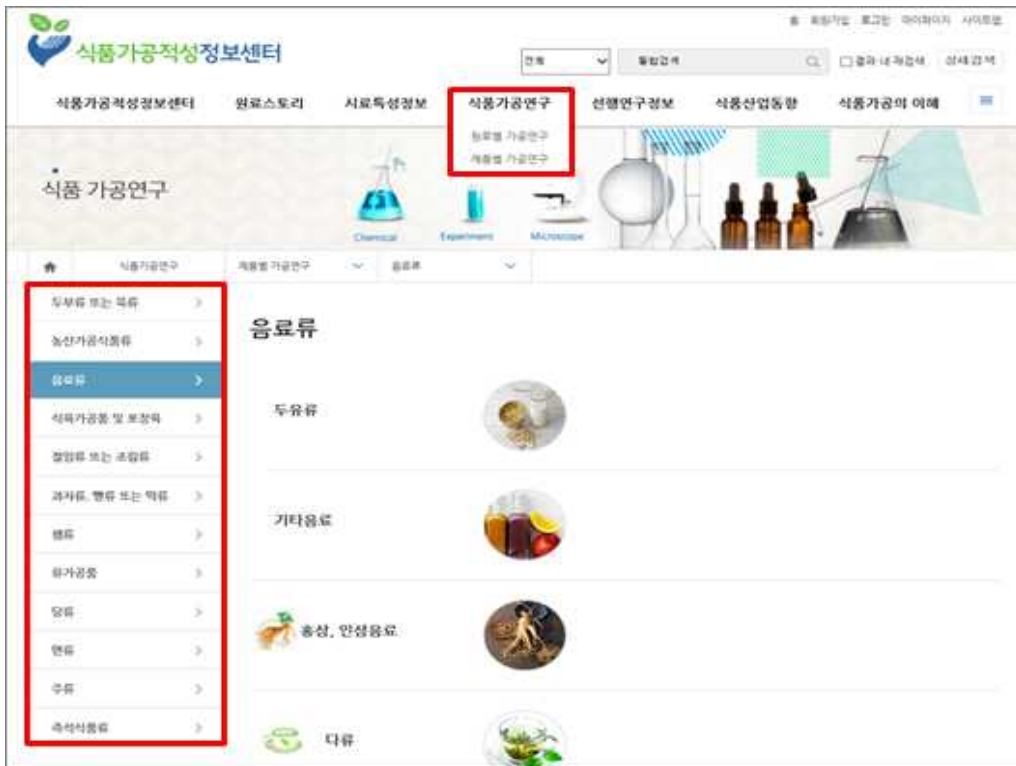 홈 회원가입 로그인 마이페이지 사이트맵
식품가공적성정보센터
전체 통합검색 결과 내 재검색 상세검색
식품가공적성정보센터 원료스토리 시료특성정보 식품가공연구 선행연구정보 식품산업동향 식품가공의 이해
원료별 가공연구
제품별 가공연구
식품 가공연구
Chemical Experiment Microscope
식품가공연구 제품별 가공연구 음료류
두부류 또는 묵류
농산가공식품류
음료류
식육가공품 및 포장육
절임류 또는 조림류
과자류, 빵류 또는 떡류
잼류
유가공품
당류
면류
주류
즉석식품류
음료류
두유류
기타음료
홍삼, 인삼음료
다류